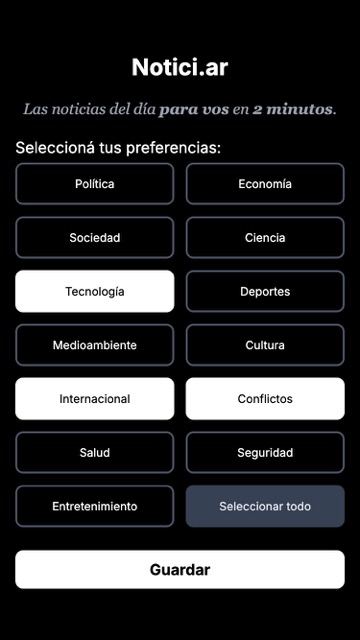 Notici.ar
Las noticias del día para vos en 2 minutos.
Seleccioná tus preferencias:
Política
Economía
Sociedad
Ciencia
Tecnología
Deportes
Medioambiente
Cultura
Internacional
Conflictos
Salud
Seguridad
Entretenimiento
Seleccionar todo
Guardar